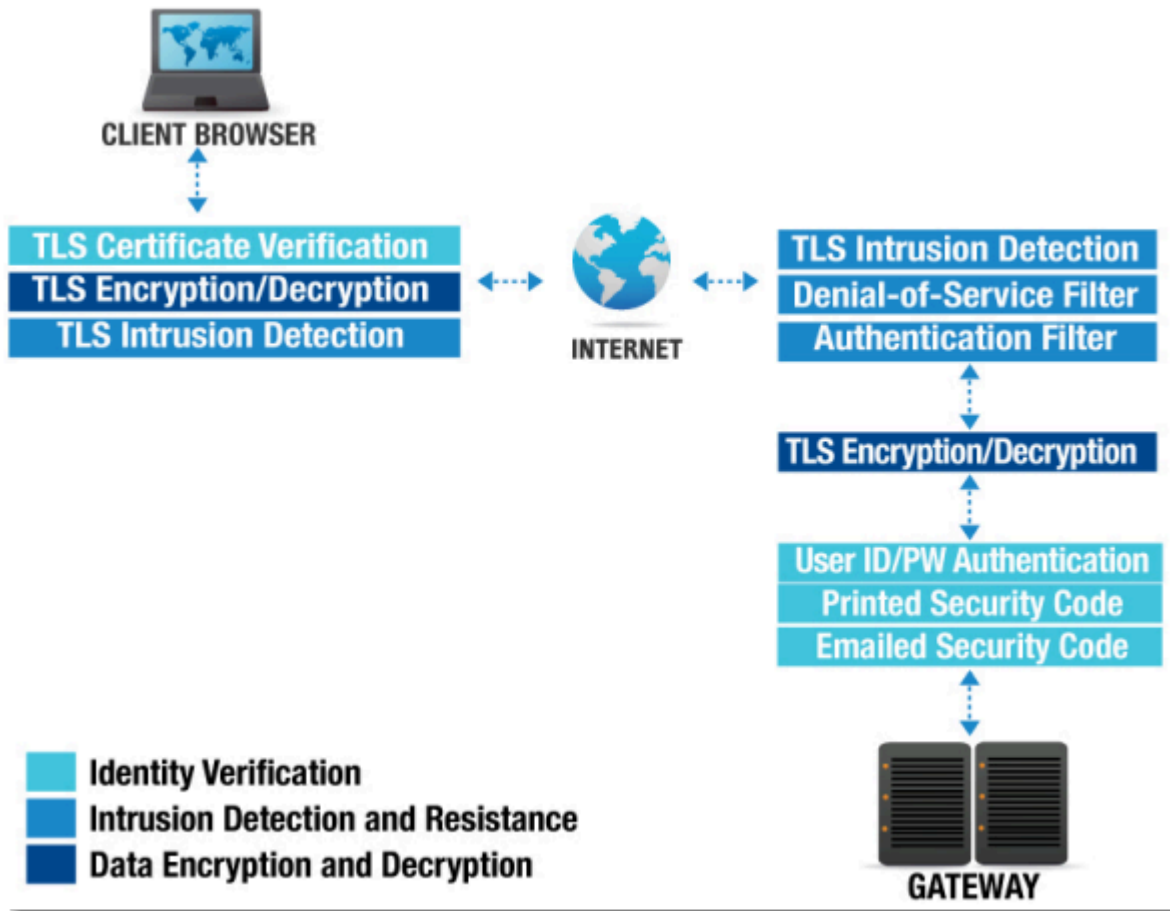 CLIENT BROWSER
TLS Certificate Verification
TLS Encryption/Decryption
TLS Intrusion Detection
INTERNET
TLS Intrusion Detection
Denial-of-Service Filter
Authentication Filter
TLS Encryption/Decryption
User ID/PW Authentication
Printed Security Code
Emailed Security Code
GATEWAY
Identity Verification
Intrusion Detection and Resistance
Data Encryption and Decryption